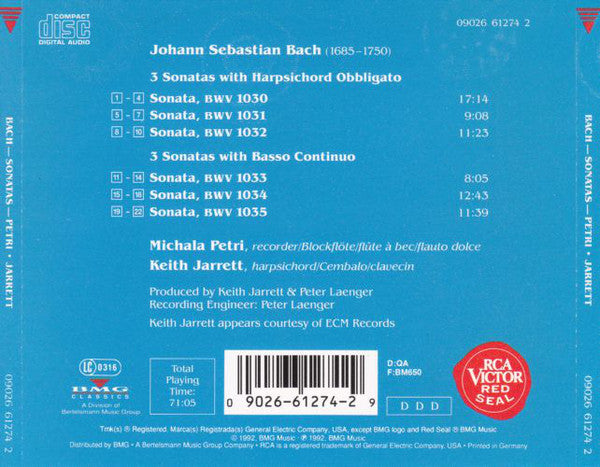 COMPACT
disc
DIGITAL AUDIO
09026 61274 2
Johann Sebastian Bach (1685–1750)
3 Sonatas with Harpsichord Obbligato
1 – 4 Sonata, BWV 1030 17:14
5 – 7 Sonata, BWV 1031 9:08
8 – 10 Sonata, BWV 1032 11:23
3 Sonatas with Basso Continuo
11 – 14 Sonata, BWV 1033 8:05
15 – 18 Sonata, BWV 1034 12:43
19 – 22 Sonata, BWV 1035 11:39
Michala Petri, recorder/Blockflöte/flûte à bec/flauto dolce
Keith Jarrett, harpsichord/Cembalo/clavecin
Produced by Keith Jarrett & Peter Laenger
Recording Engineer: Peter Laenger
Keith Jarrett appears courtesy of ECM Records
LC 0316
BMG
CLASSICS
A Division of
Bertelsmann Music Group
Total
Playing
Time:
71:05
0 9026-61274-2 9
D:QA
F:BM650
D D D
RCA
VICTOR
RED
SEAL
Tmk(s) ® Registered. Marca(s) Registrada(s) General Electric Company, USA, except BMG logo and Red Seal ® BMG Music
© 1992, BMG Music • ℗ 1992, BMG Music
Distributed by BMG • A Bertelsmann Music Group Company • RCA is a registered trademark of General Electric Company, USA • Printed in Germany
BACH — SONATAS — PETRI • JARRETT
09026 61274 2
BACH — SONATAS — PETRI • JARRETT
09026 61274 2